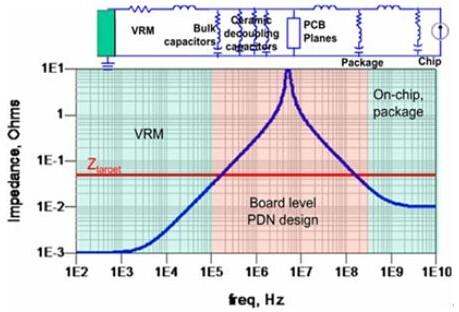 VRM
Bulk
capacitors
Ceramic
decoupling
capacitors
PCB
Planes
Package
Chip
Impedance, Ohms
1E1
1
1E-1
1E-2
1E-3
VRM
Ztarget
Board level
PDN design
On-chip,
package
1E2 1E3 1E4 1E5 1E6 1E7 1E8 1E9 1E10
freq, Hz